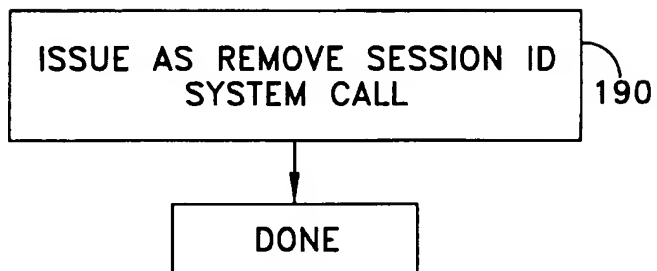 ISSUE AS REMOVE SESSION ID
SYSTEM CALL
190
DONE